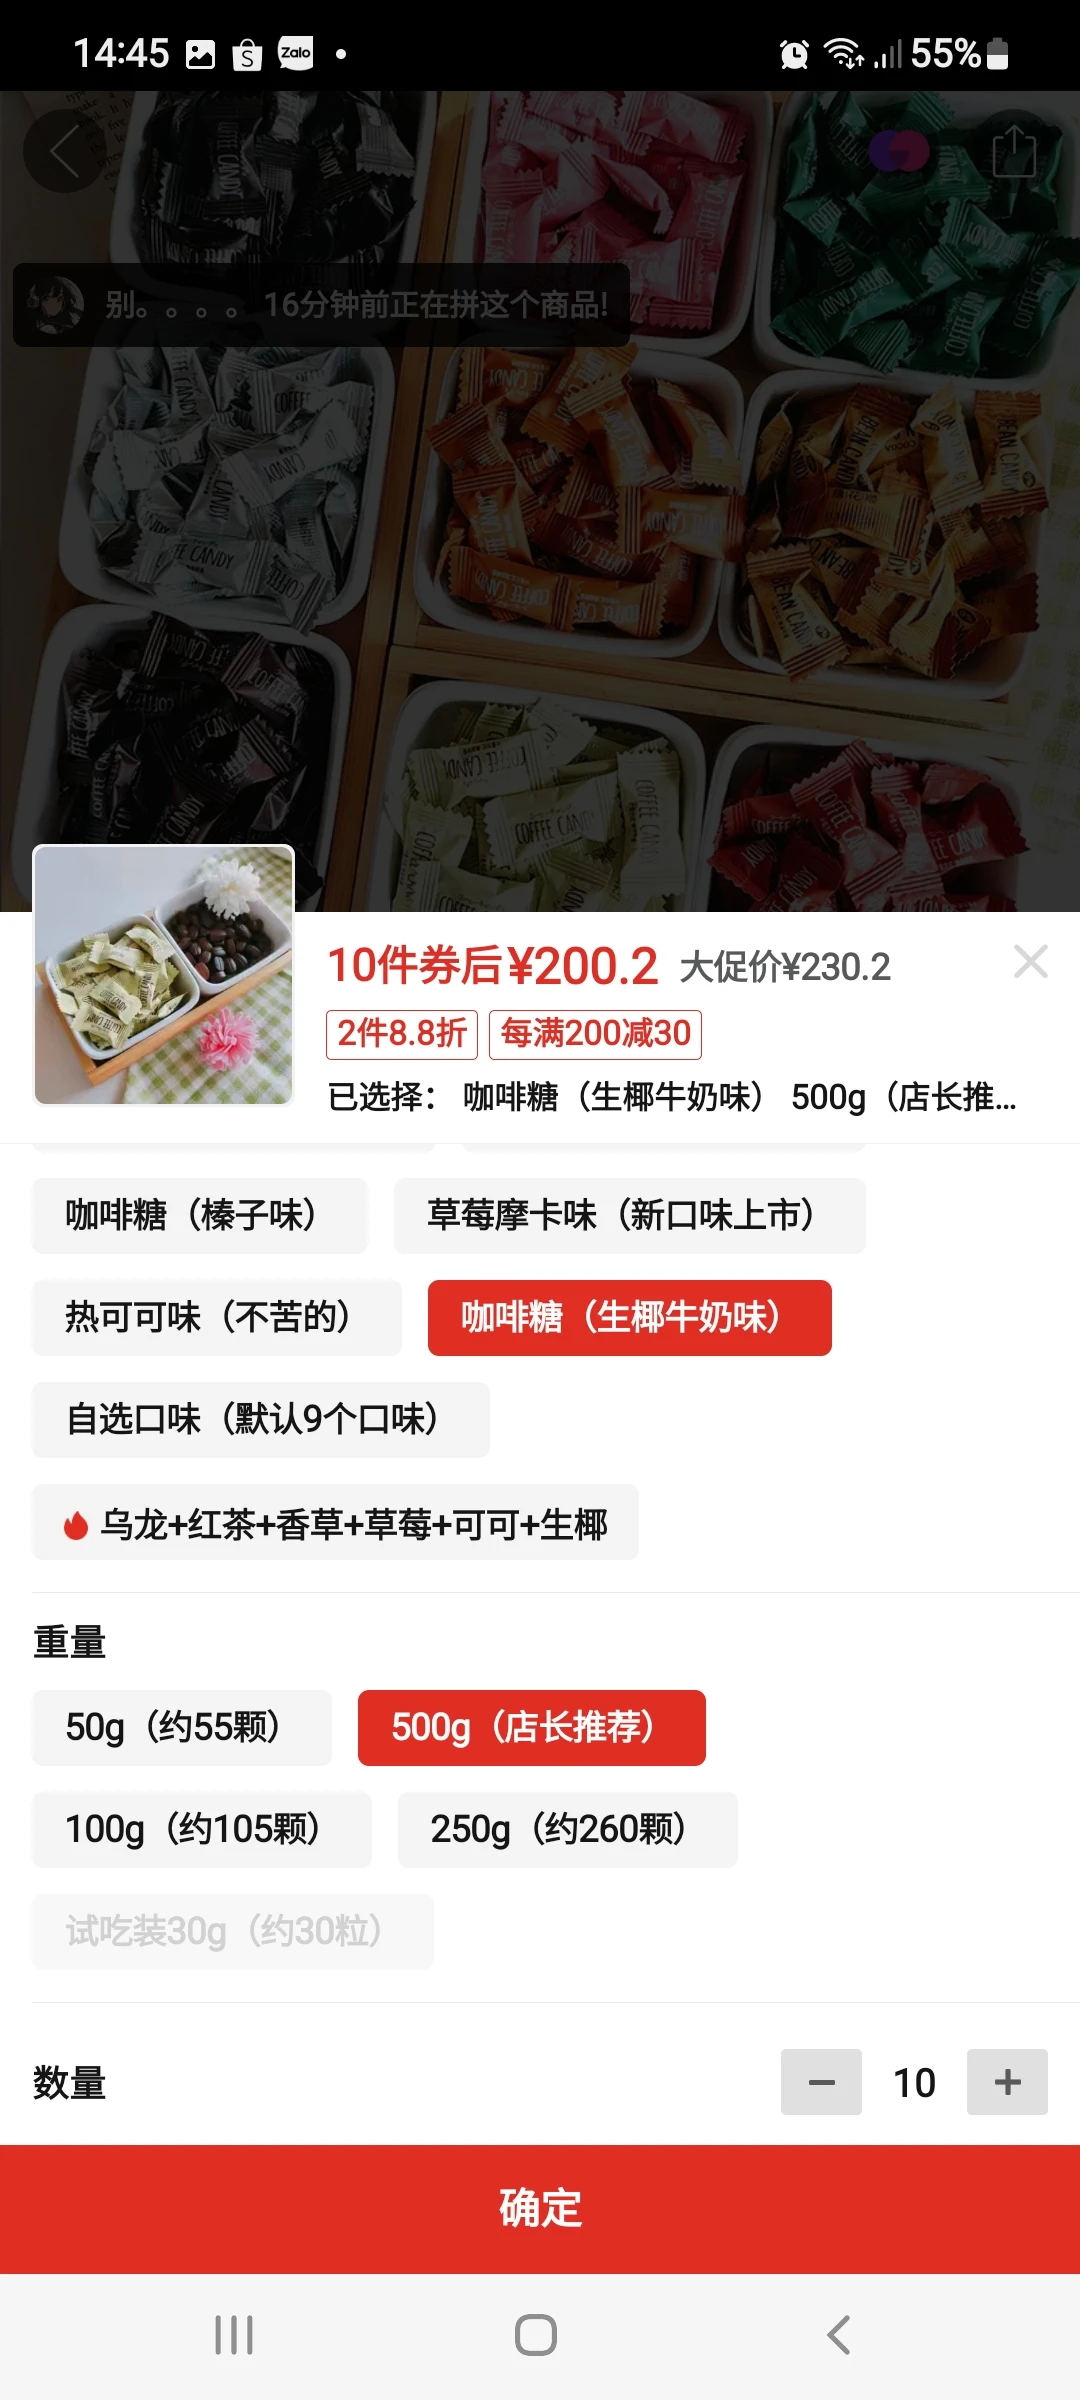 14:45 S Zalo 55%
别。。。。 16分钟前正在拼这个商品!
10件券后¥200.2 大促价¥230.2
2件8.8折 每满200减30
已选择： 咖啡糖（生椰牛奶味） 500g（店长推...
咖啡糖（榛子味） 草莓摩卡味（新口味上市）
热可可味（不苦的） 咖啡糖（生椰牛奶味）
自选口味（默认9个口味）
乌龙+红茶+香草+草莓+可可+生椰
重量
50g（约55颗） 500g（店长推荐）
100g（约105颗） 250g（约260颗）
试吃装30g（约30粒）
数量 10
确定